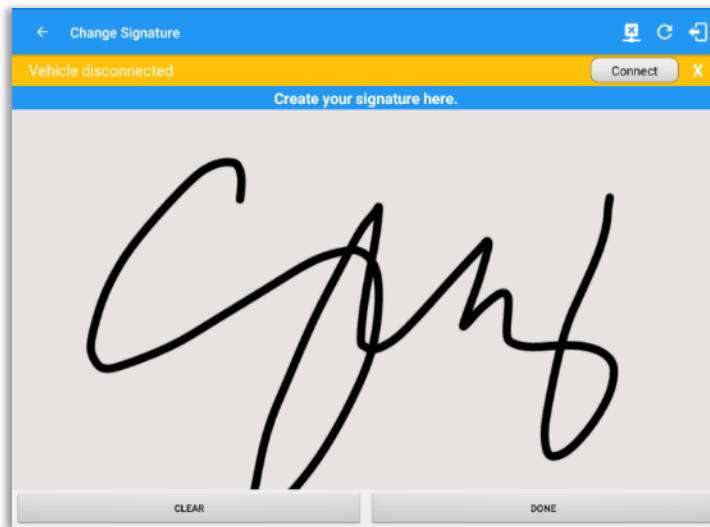 Change Signature
Vehicle disconnected Connect X
Create your signature here.
CLEAR DONE